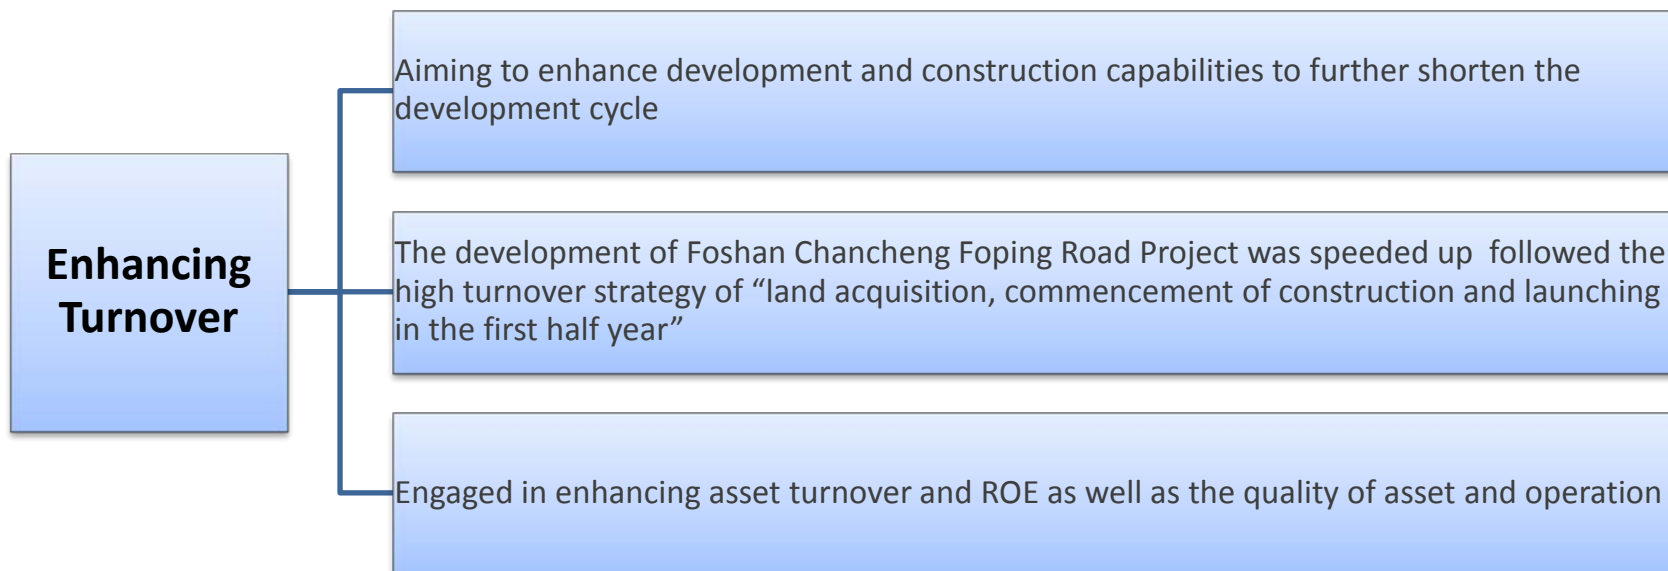 Enhancing
Turnover
Aiming to enhance development and construction capabilities to further shorten the
development cycle
The development of Foshan Chancheng Foping Road Project was speeded up  followed the
high turnover strategy of “land acquisition, commencement of construction and launching
in the first half year”
Engaged in enhancing asset turnover and ROE as well as the quality of asset and operation